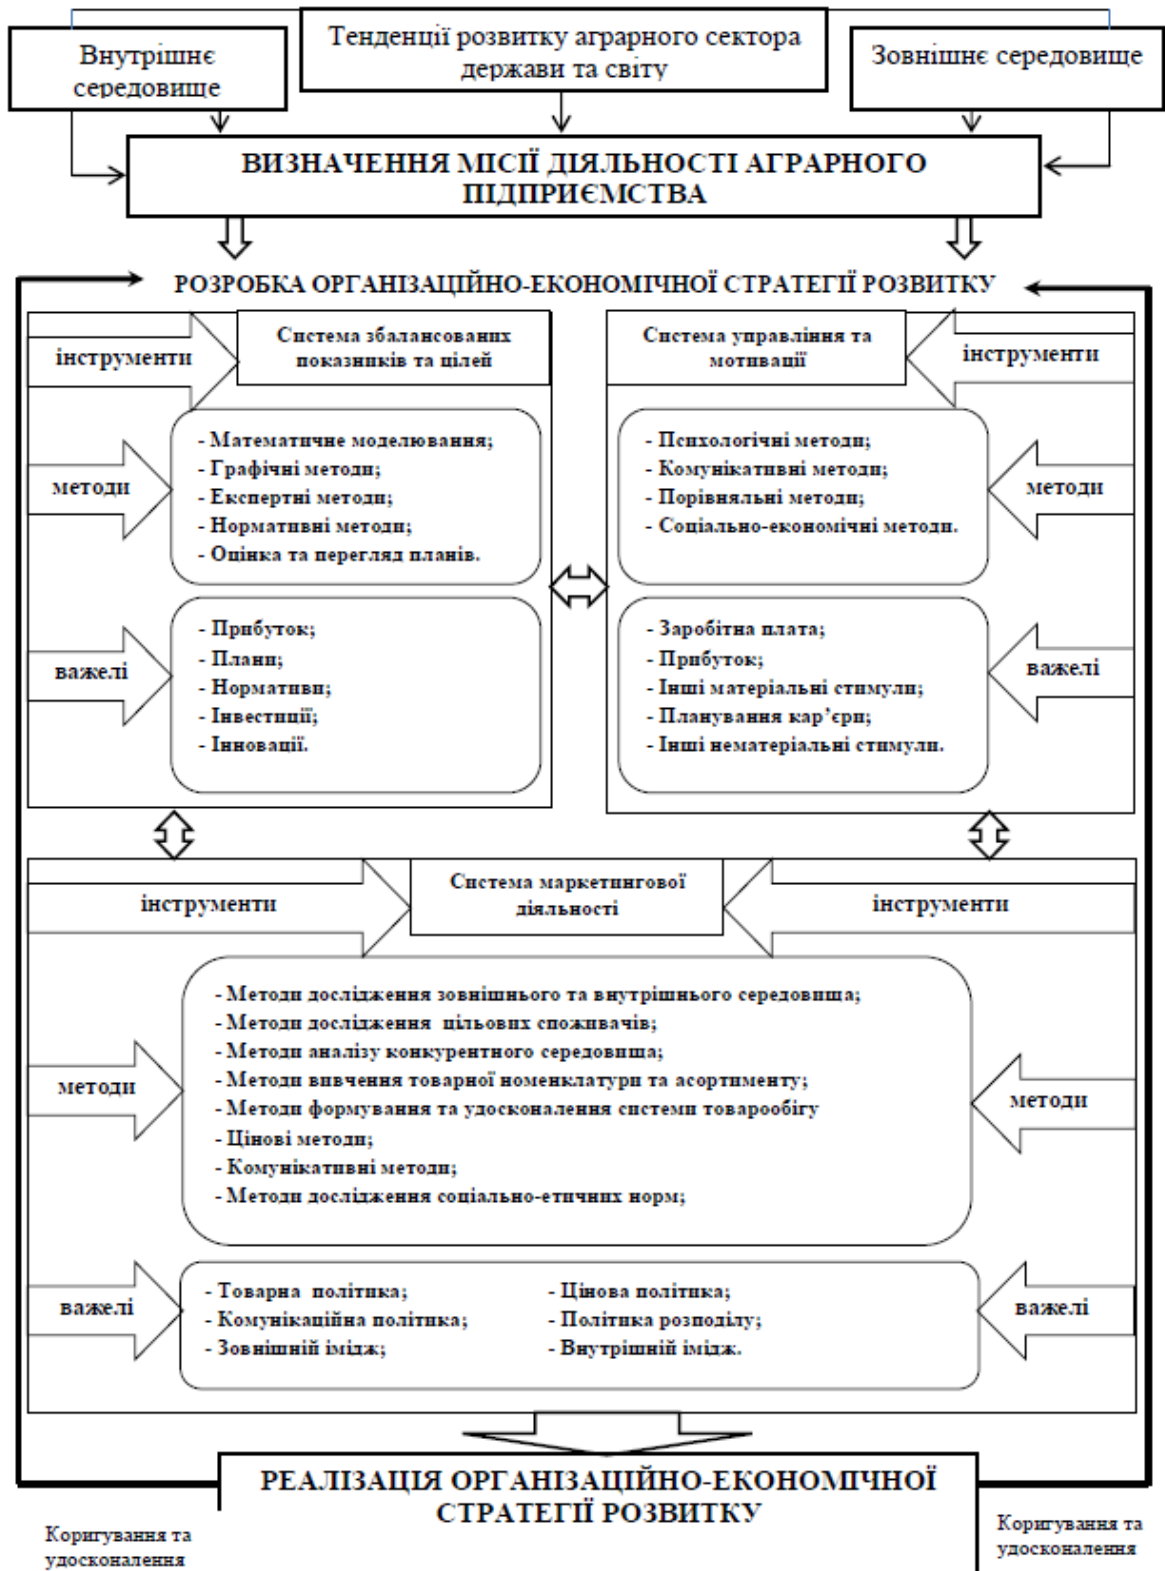 Внутрішнє
середовище
Тенденції розвитку аграрного сектора
держави та світу
Зовнішнє середовище
ВИЗНАЧЕННЯ МІСІЇ ДІЯЛЬНОСТІ АГРАРНОГО
ПІДПРИЄМСТВА
РОЗРОБКА ОРГАНІЗАЦІЙНО-ЕКОНОМІЧНОЇ СТРАТЕГІЇ РОЗВИТКУ
інструменти
Система збалансованих
показників та цілей
методи
- Математичне моделювання;
- Графічні методи;
- Експертні методи;
- Нормативні методи;
- Оцінка та перегляд планів.
важелі
- Прибуток;
- Плани;
- Нормативи;
- Інвестиції;
- Інновації.
Система управління та
мотивації
інструменти
- Психологічні методи;
- Комунікативні методи;
- Порівняльні методи;
- Соціально-економічні методи.
методи
- Заробітна плата;
- Прибуток;
- Інші матеріальні стимули;
- Планування кар’єри;
- Інші нематеріальні стимули.
важелі
інструменти
Система маркетингової
діяльності
інструменти
методи
- Методи дослідження зовнішнього та внутрішнього середовища;
- Методи дослідження цільових споживачів;
- Методи аналізу конкурентного середовища;
- Методи вивчення товарної номенклатури та асортименту;
- Методи формування та удосконалення системи товарообігу
- Цінові методи;
- Комунікативні методи;
- Методи дослідження соціально-етичних норм;
методи
важелі
- Товарна політика; - Цінова політика;
- Комунікаційна політика; - Політика розподілу;
- Зовнішній імідж; - Внутрішній імідж.
важелі
РЕАЛІЗАЦІЯ ОРГАНІЗАЦІЙНО-ЕКОНОМІЧНОЇ
СТРАТЕГІЇ РОЗВИТКУ
Коригування та
удосконалення
Коригування та
удосконалення